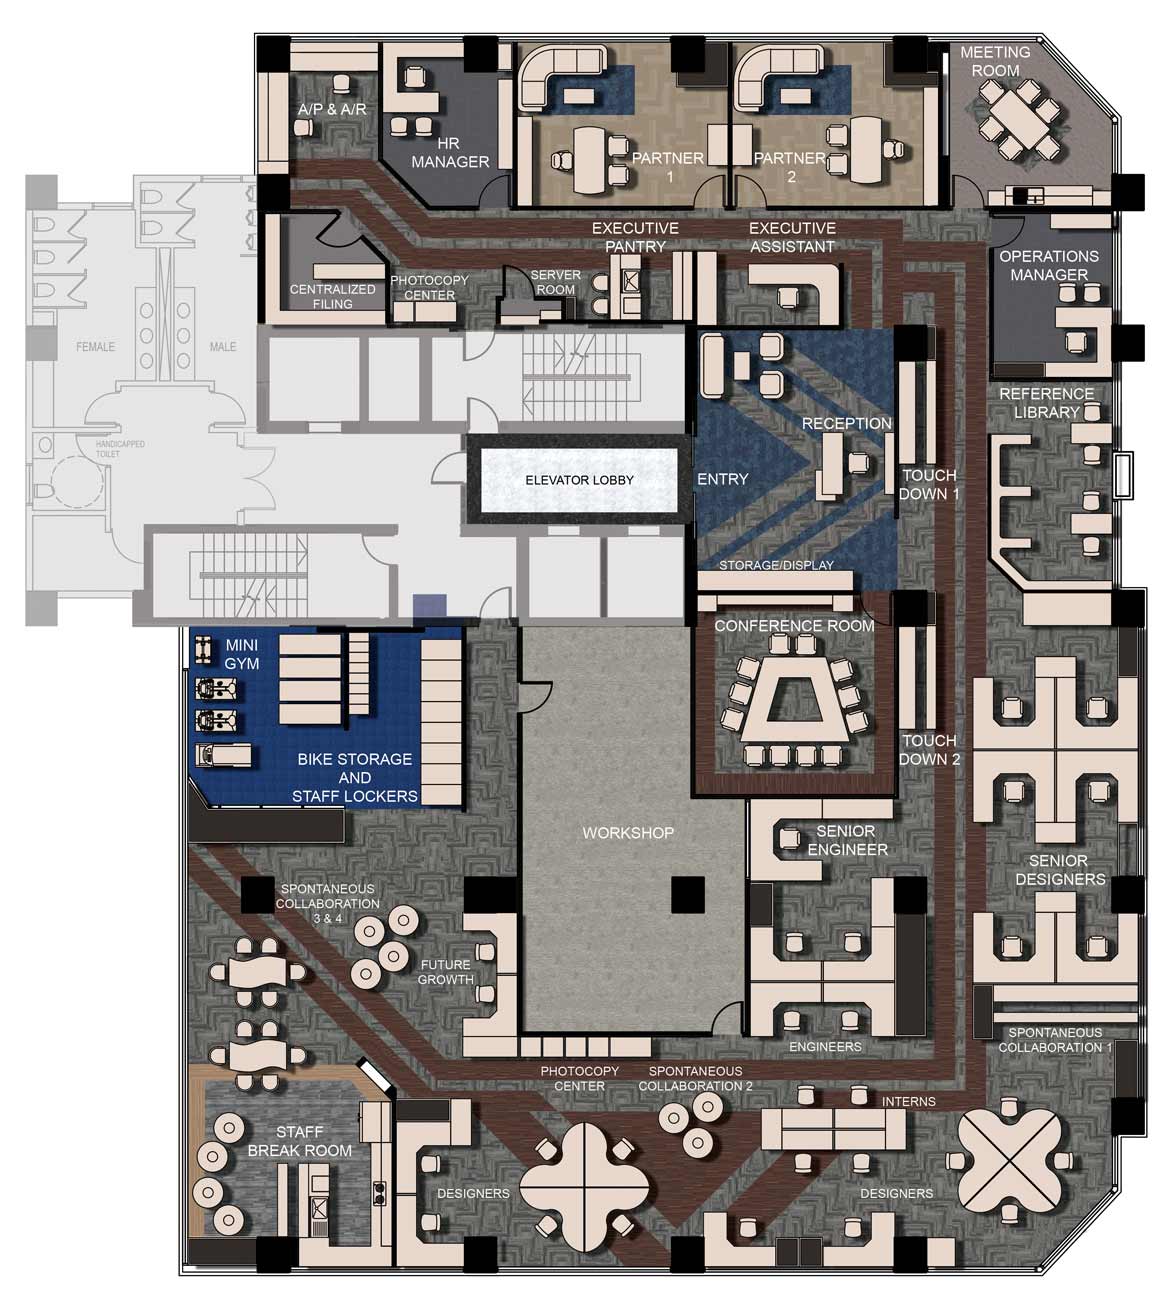 MEETING
ROOM
A/P & A/R
HR
MANAGER
PARTNER
1
PARTNER
2
EXECUTIVE
PANTRY
EXECUTIVE
ASSISTANT
OPERATIONS
MANAGER
CENTRALIZED
FILING
PHOTOCOPY
CENTER
SERVER
ROOM
FEMALE
MALE
REFERENCE
LIBRARY
RECEPTION
HANDICAPPED
TOILET
ELEVATOR LOBBY
ENTRY
TOUCH
DOWN 1
STORAGE/DISPLAY
CONFERENCE ROOM
MINI
GYM
BIKE STORAGE
AND
STAFF LOCKERS
TOUCH
DOWN 2
WORKSHOP
SENIOR
ENGINEER
SENIOR
DESIGNERS
SPONTANEOUS
COLLABORATION
3 & 4
FUTURE
GROWTH
ENGINEERS
SPONTANEOUS
COLLABORATION 1
PHOTOCOPY
CENTER
SPONTANEOUS
COLLABORATION 2
INTERNS
STAFF
BREAK ROOM
DESIGNERS
DESIGNERS